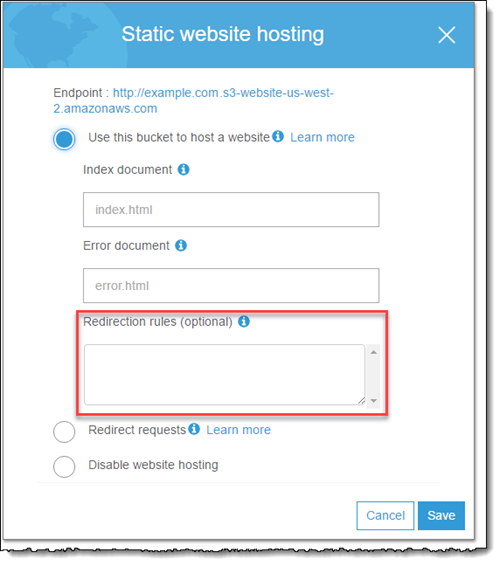 Static website hosting
Endpoint : http://example.com.s3-website-us-west-
2.amazonaws.com
Use this bucket to host a website Learn more
Index document
index.html
Error document
error.html
Redirection rules (optional)
Redirect requests Learn more
Disable website hosting
Cancel Save